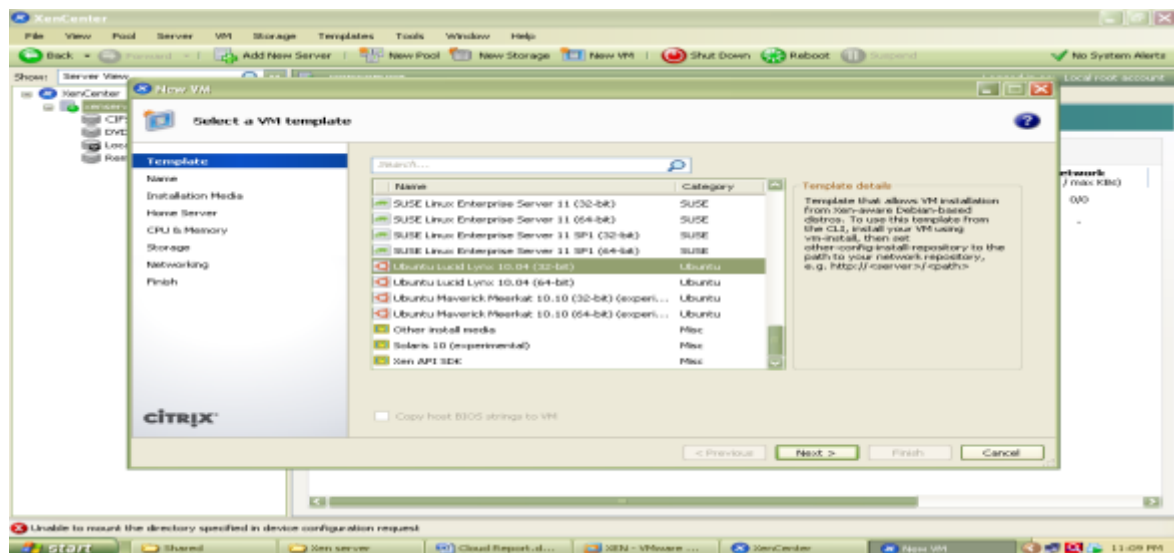 XenCenter
File View Pool Server VM Storage Templates Tools Window Help
Back Forward Add New Server New Pool New Storage New VM Shut Down Reboot Suspend No System Alerts
Show: Server View
Local root account
XenCenter
New VM
Select a VM template
Template
Name
Installation Media
Home Server
CPU & Memory
Storage
Networking
Finish
CITRIX
Search...
Name Category
SUSE Linux Enterprise Server 11 (32-bit) SUSE
SUSE Linux Enterprise Server 11 (64-bit) SUSE
SUSE Linux Enterprise Server 11 SP1 (32-bit) SUSE
SUSE Linux Enterprise Server 11 SP1 (64-bit) SUSE
Ubuntu Lucid Lynx 10.04 (32-bit) Ubuntu
Ubuntu Lucid Lynx 10.04 (64-bit) Ubuntu
Ubuntu Maverick Meerkat 10.10 (32-bit) (experi... Ubuntu
Ubuntu Maverick Meerkat 10.10 (64-bit) (experi... Ubuntu
Other install media Misc
Solaris 10 (experimental) Misc
Xen API SDK Misc
Template details
Template that allows VM installation
from Xen-aware Debian-based
distros. To use this template from
the CLI, install your VM using
vm-install, then set
other-config-install-repository to the
path to your network repository,
e.g. http://<server>/<path>
Copy host BIOS strings to VM
< Previous Next > Finish Cancel
etwork
/ max KBs)
0/0
-
Unable to mount the directory specified in device configuration request
start Shared Xen server Cloud Report.d... XEN - VMware ... XenCenter New VM 11:09 PM